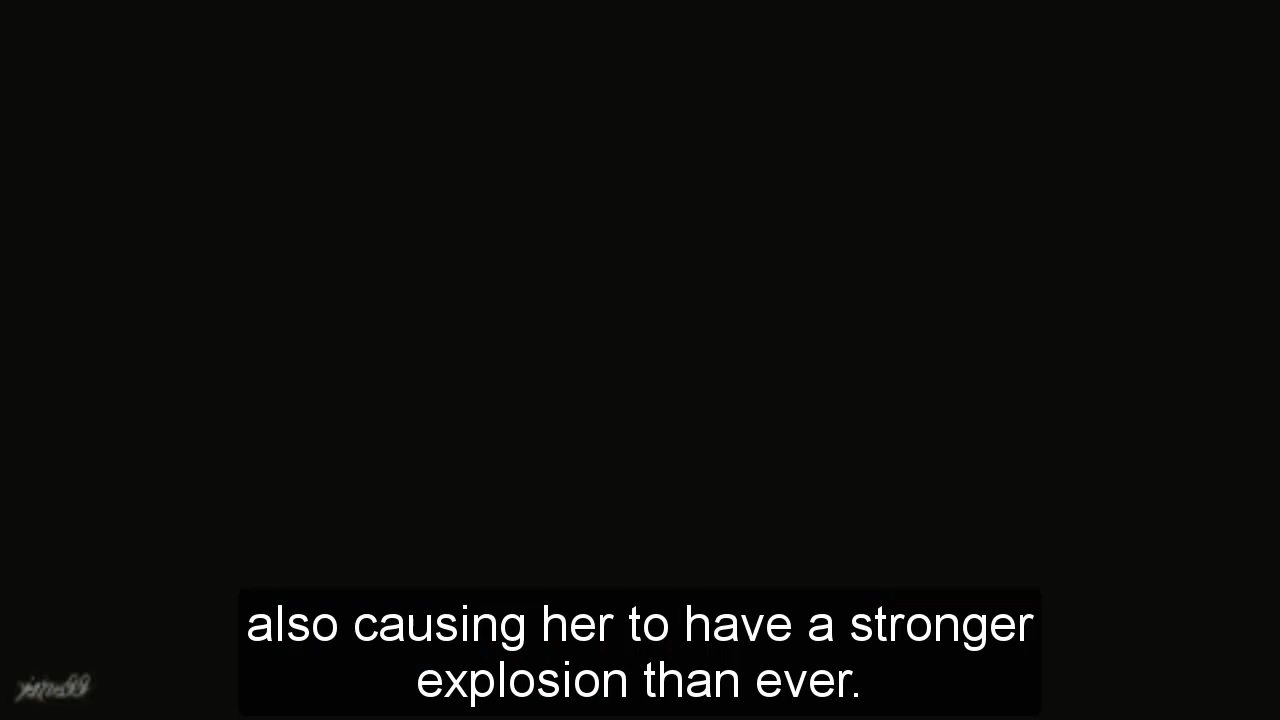 also causing her to have a stronger
explosion than ever.